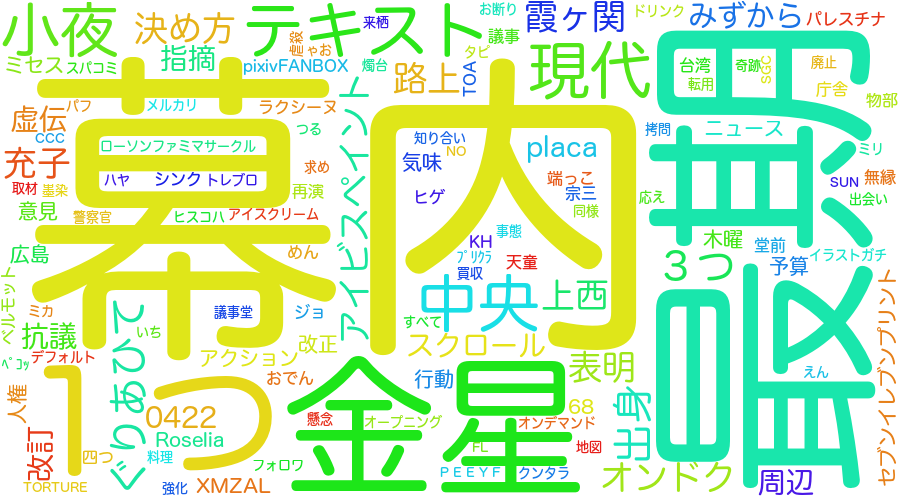 小夜
決め方
テキスト
来栖
お断り
霞ヶ関
みずから
ドリンク
パレスチナ
ミセス
スパコミ
指摘
虐殺
ゃお
pixivFANBOX
燭台
議事
タピ
TOA
路上
現代
台湾
奇跡
SGC
廃止
転用
庁舎
物部
虚伝
パフ
メルカリ
ラクシーヌ
幕内
最期
CCC
つる
充子
ローソンファミマサークル
知り合い
NO
placa
拷問
ニュース
ミリ
気味
求め
取材
ハヤ
シンク
トレブロ
ヒゲ
端っこ
宗三
同様
応え
SUN
無縁
出会い
意見
警察官
ヒスコハ
アイスクリーム
再演
アイビスペイント
KH
事態
プリクラ
買収
天童
木曜
堂前
イラストガチ
広島
めん
3つ
予算
ベルモット
ミカ
議事堂
ジョ
中央
上西
すべて
抗議
いち
改正
スクロール
デフォルト
ペコッ
アクション
表明
えん
セブンイレブンプリント
人権
1つ
ぐりあひて
おでん
行動
金星
0422
懸念
オープニング
68
オンデマンド
出身
改訂
四つ
Roselia
料理
フォロワ
FL
地図
オンドク
周辺
TORTURE
強化
XMZAL
PEEYF
クンタラ